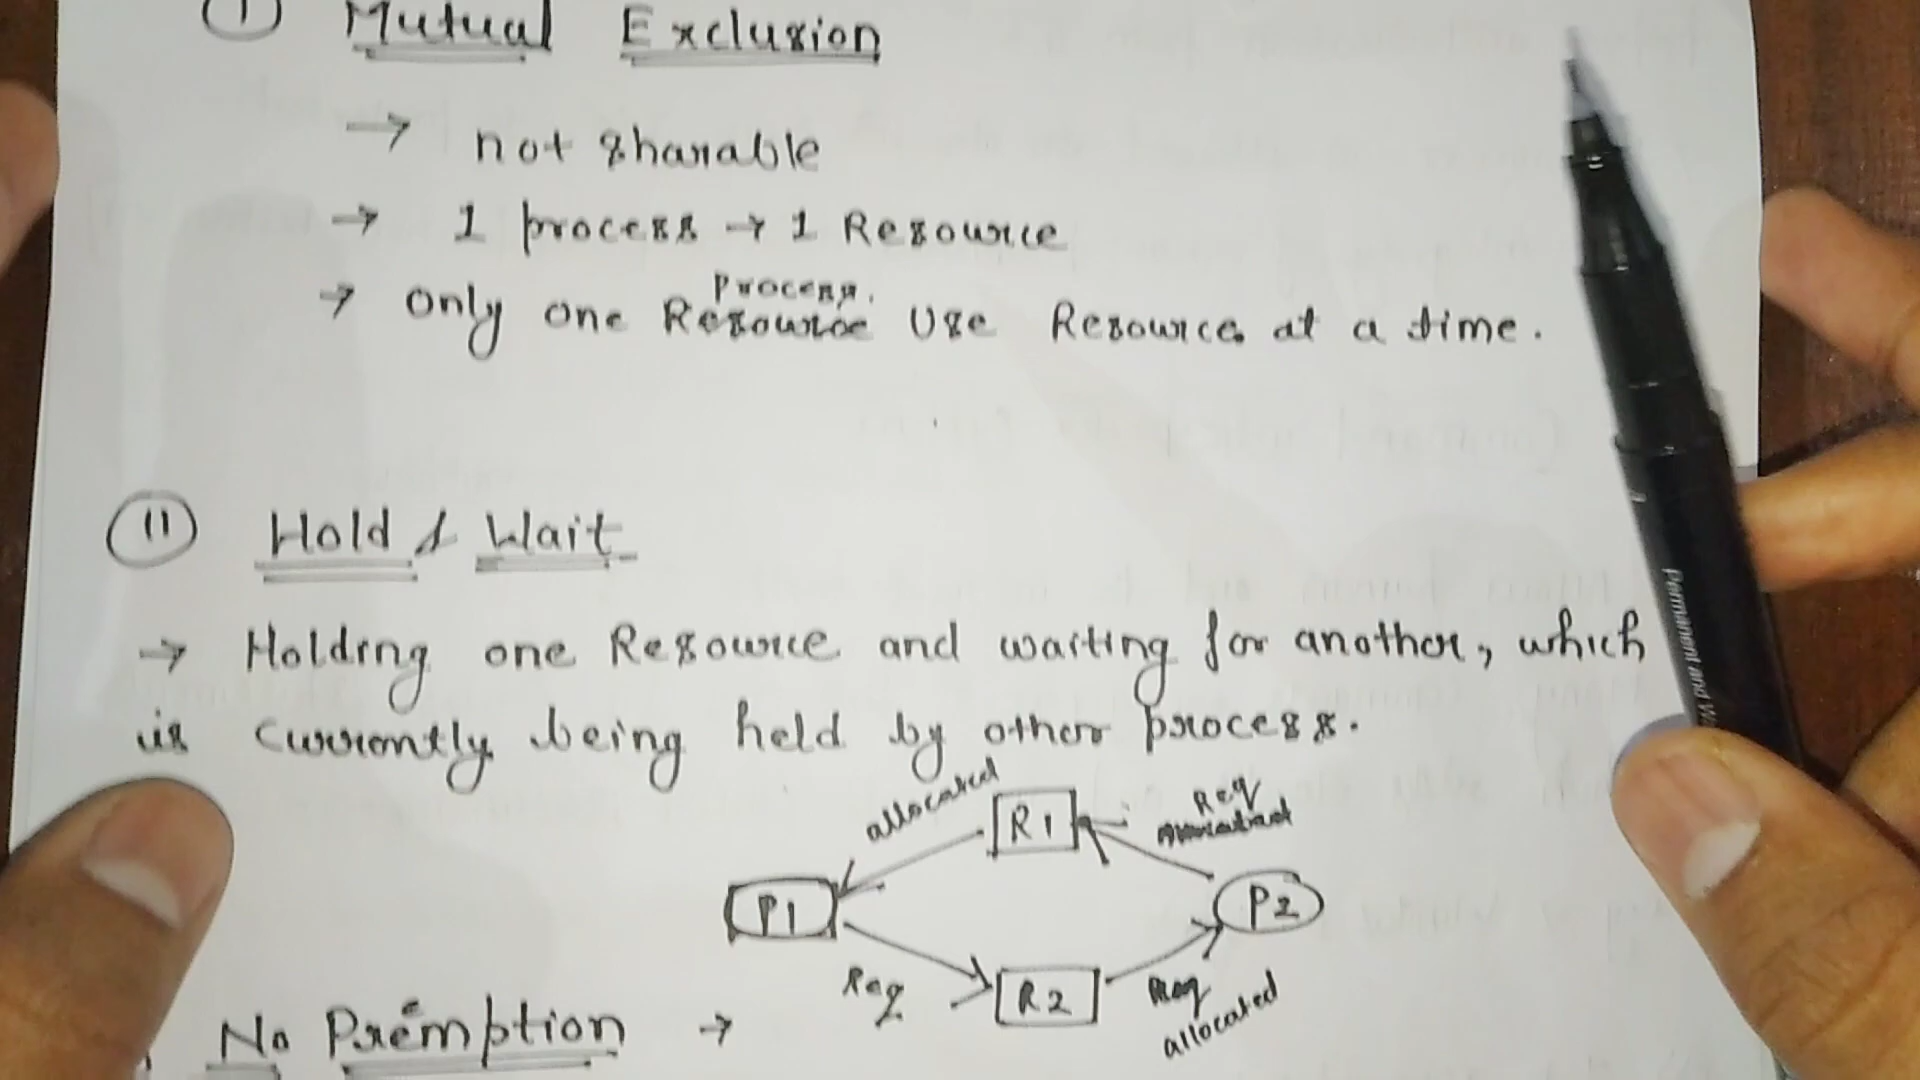 I Mutual Exclusion
→ not sharable
→ 1 process → 1 Resource
Process.
→ Only one Resource Use Resource at a time.
II Hold & Wait
→ Holding one Resource and waiting for another, which
is currently being held by other process.
allocated R1 Req
P1 P2
Req R2 Req
allocated
No Preemption →
Permanent and W